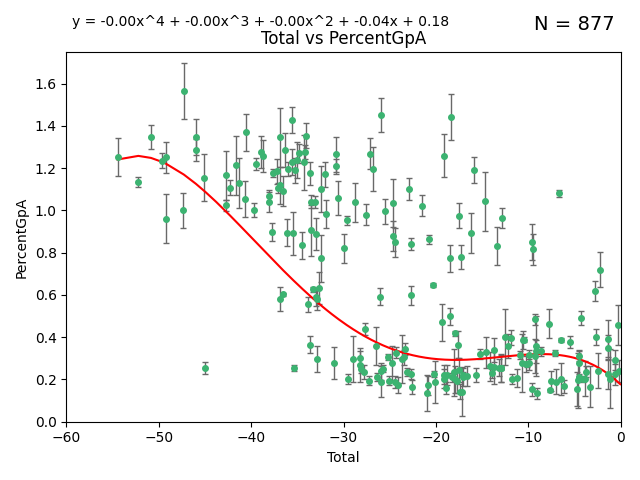 y = -0.00x^4 + -0.00x^3 + -0.00x^2 + -0.04x + 0.18
N = 877
Total vs PercentGpA
1.6
1.4
1.2
1.0
0.8
0.6
0.4
0.2
0.0
PercentGpA
−60 −50 −40 −30 −20 −10 0
Total